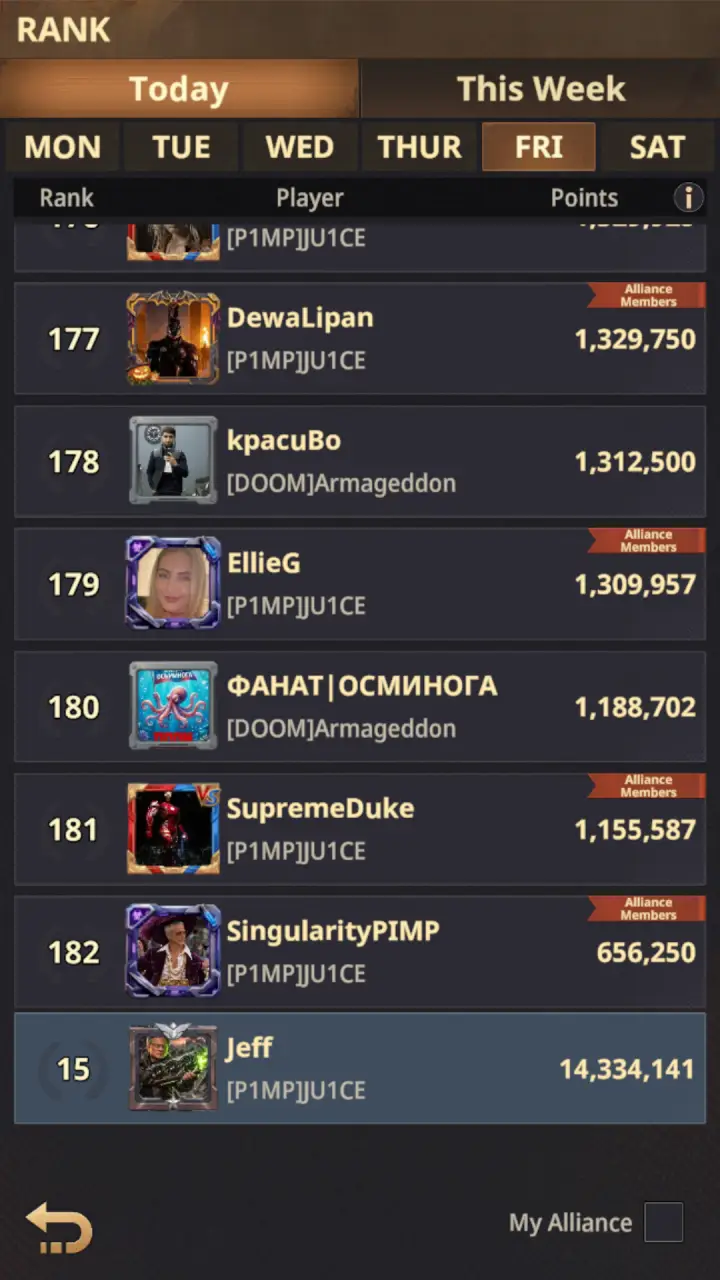 RANK
Today
This Week
MON
TUE
WED
THUR
FRI
SAT
Rank
Player
Points
[P1MP]JU1CE
Alliance
Members
177
DewaLipan
[P1MP]JU1CE
1,329,750
178
kpacuBo
[DOOM]Armageddon
1,312,500
Alliance
Members
179
EllieG
[P1MP]JU1CE
1,309,957
180
ФАНАТ|ОСМИНОГА
[DOOM]Armageddon
1,188,702
Alliance
Members
181
VS
SupremeDuke
[P1MP]JU1CE
1,155,587
Alliance
Members
182
SingularityPIMP
[P1MP]JU1CE
656,250
15
Jeff
[P1MP]JU1CE
14,334,141
My Alliance